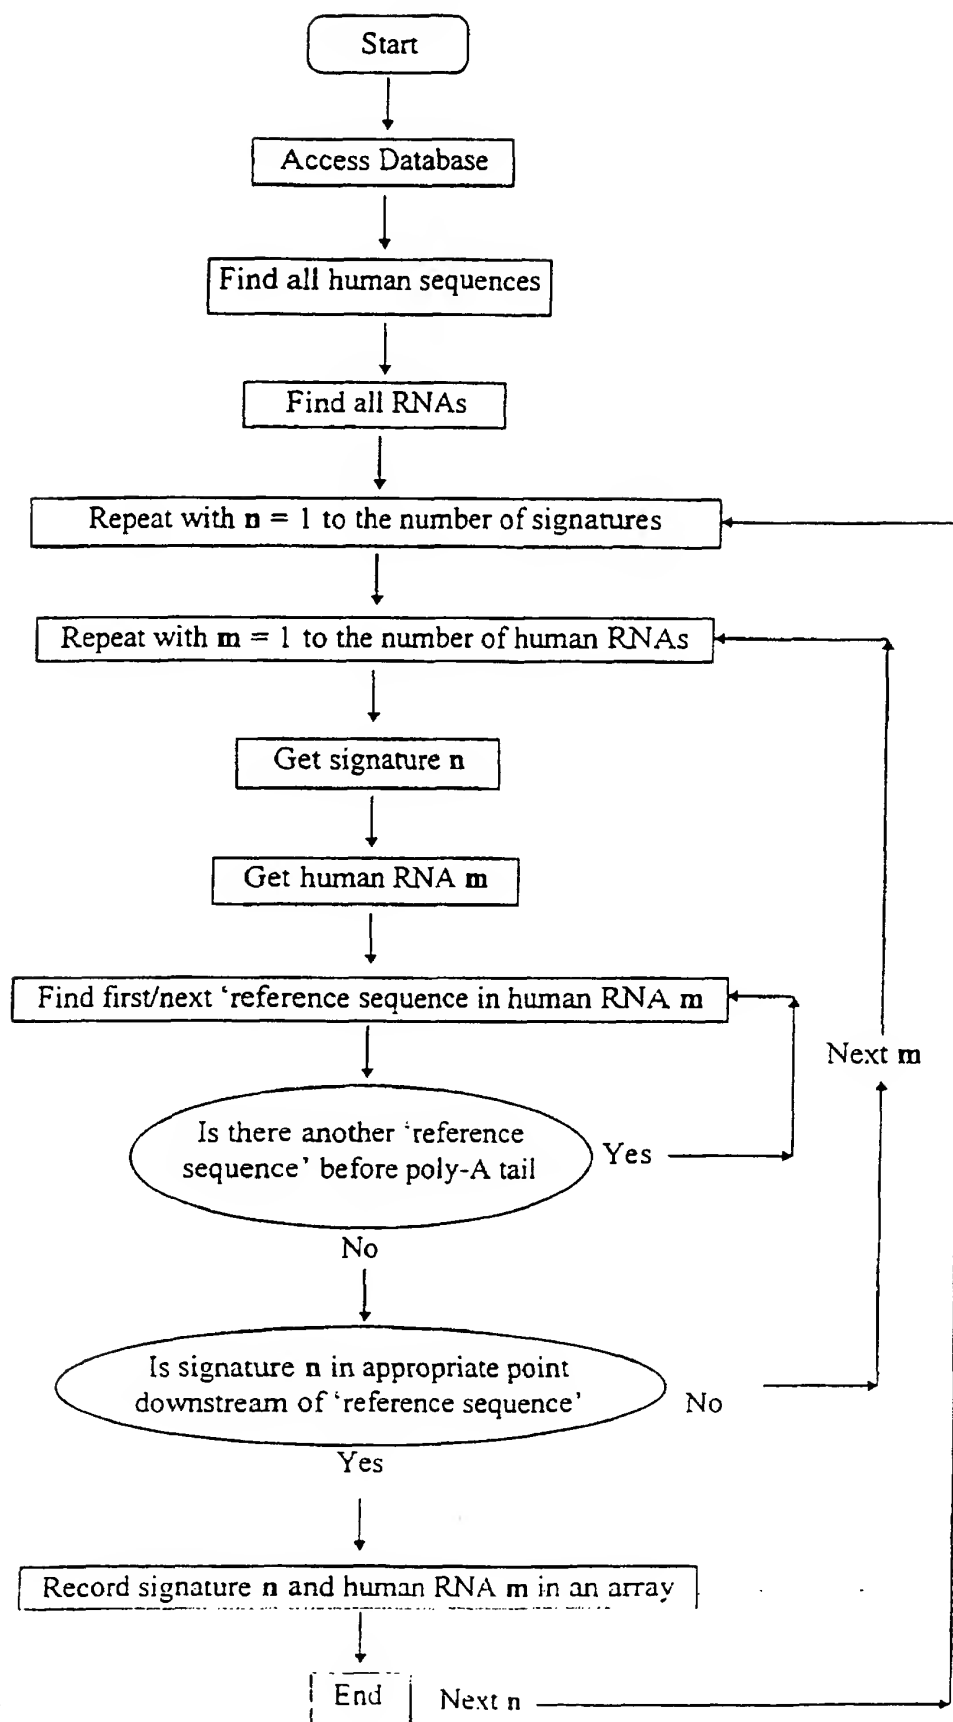 Start
Access Database
Find all human sequences
Find all RNAs
Repeat with n = 1 to the number of signatures
Repeat with m = 1 to the number of human RNAs
Get signature n
Get human RNA m
Find first/next ‘reference sequence in human RNA m
Next m
Is there another ‘reference
sequence’ before poly-A tail
Yes
No
Is signature n in appropriate point
downstream of ‘reference sequence’
No
Yes
Record signature n and human RNA m in an array
End
Next n